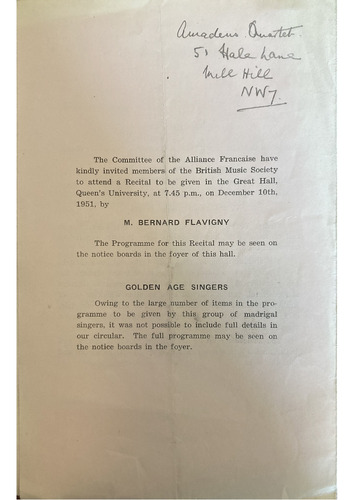 Amadeus Quartet.
51 Hale Lane
Mill Hill
NW7
The Committee of the Alliance Francaise have
kindly invited members of the British Music Society
to attend a Recital to be given in the Great Hall,
Queen's University, at 7.45 p.m., on December 10th,
1951, by
M. BERNARD FLAVIGNY
The Programme for this Recital may be seen on
the notice boards in the foyer of this hall.
GOLDEN AGE SINGERS
Owing to the large number of items in the pro-
gramme to be given by this group of madrigal
singers, it was not possible to include full details in
our circular. The full programme may be seen on
the notice boards in the foyer.